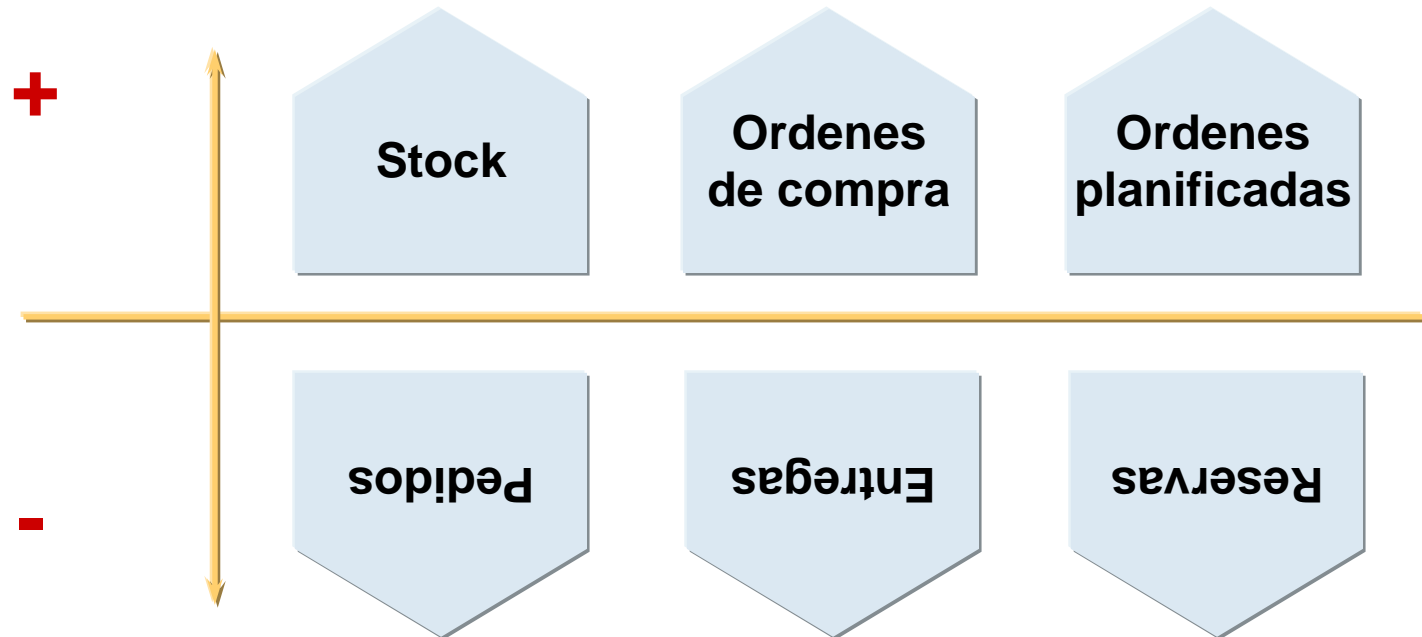 +
Stock
Ordenes
de compra
Ordenes
planificadas
-
Pedidos
Entregas
Reservas